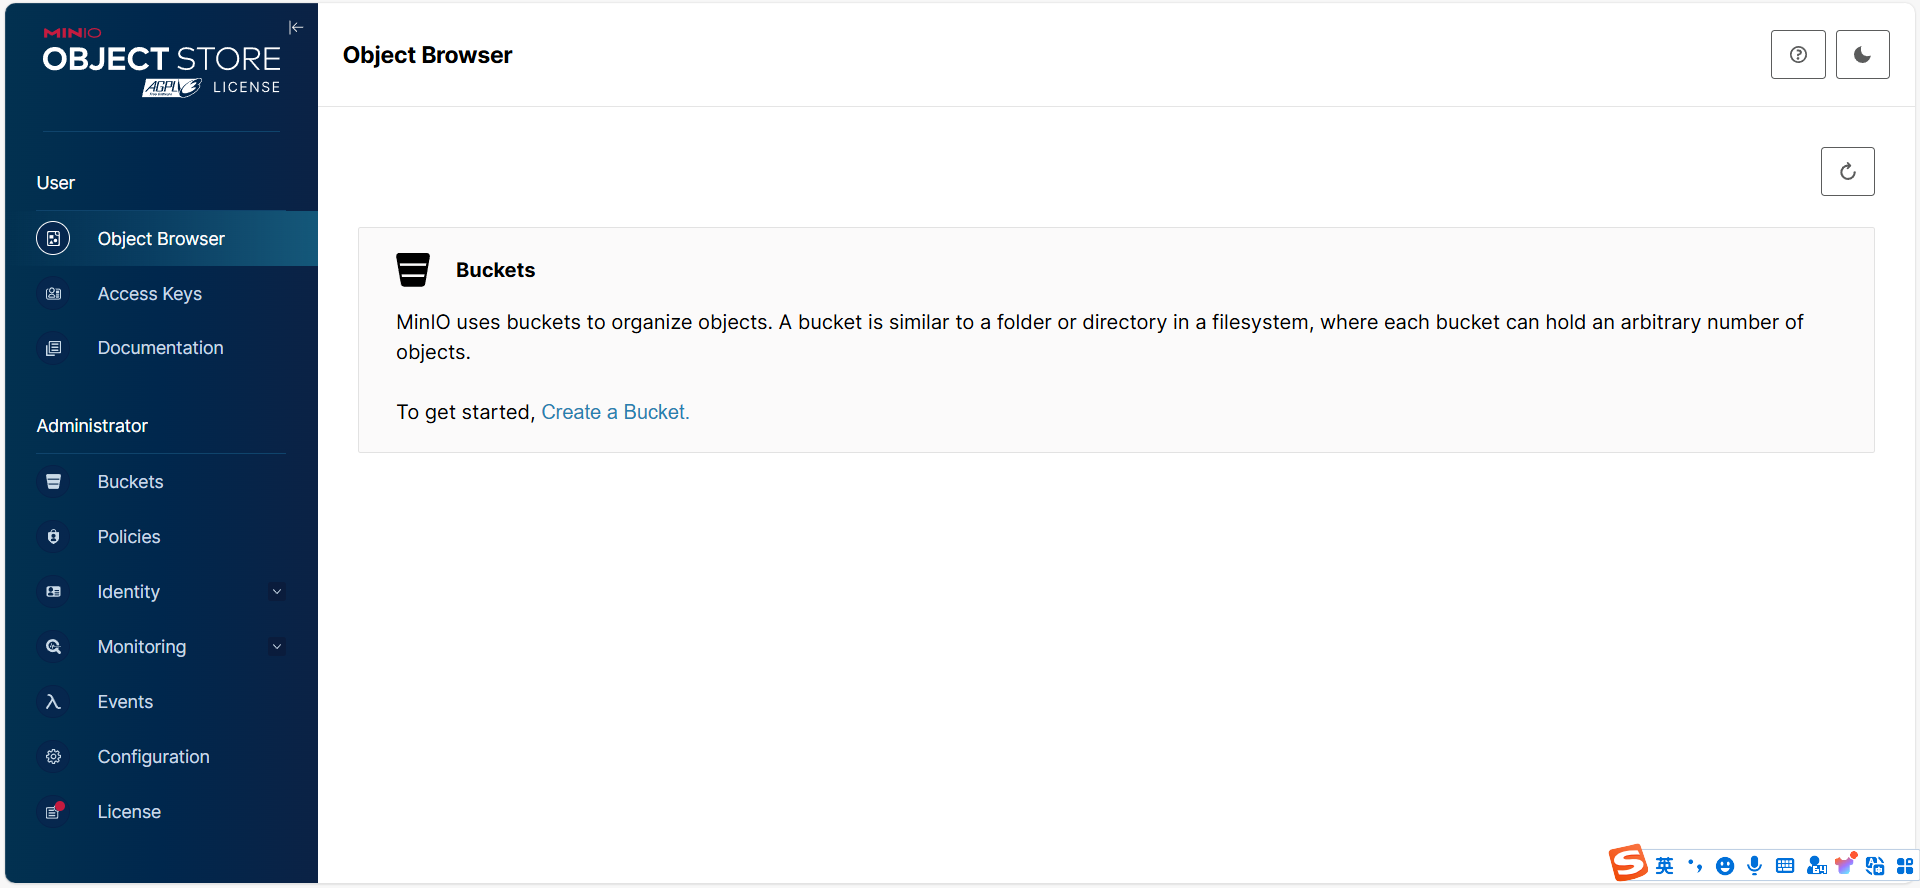 MINIO
OBJECT STORE
AGPLv3 LICENSE
User
Object Browser
Access Keys
Documentation
Administrator
Buckets
Policies
Identity
Monitoring
Events
Configuration
License
Object Browser
Buckets
MinIO uses buckets to organize objects. A bucket is similar to a folder or directory in a filesystem, where each bucket can hold an arbitrary number of
objects.
To get started, Create a Bucket.
英